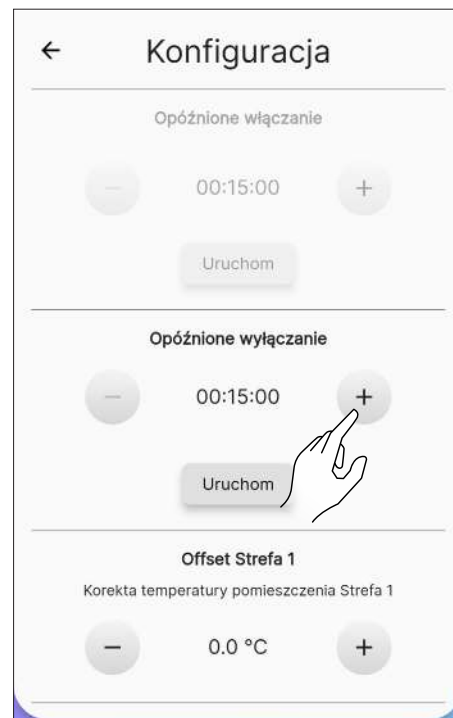 ← Konfiguracja
Opóźnione włączanie
− 00:15:00 +
Uruchom
Opóźnione wyłączanie
− 00:15:00 +
Uruchom
Offset Strefa 1
Korekta temperatury pomieszczenia Strefa 1
− 0.0 °C +